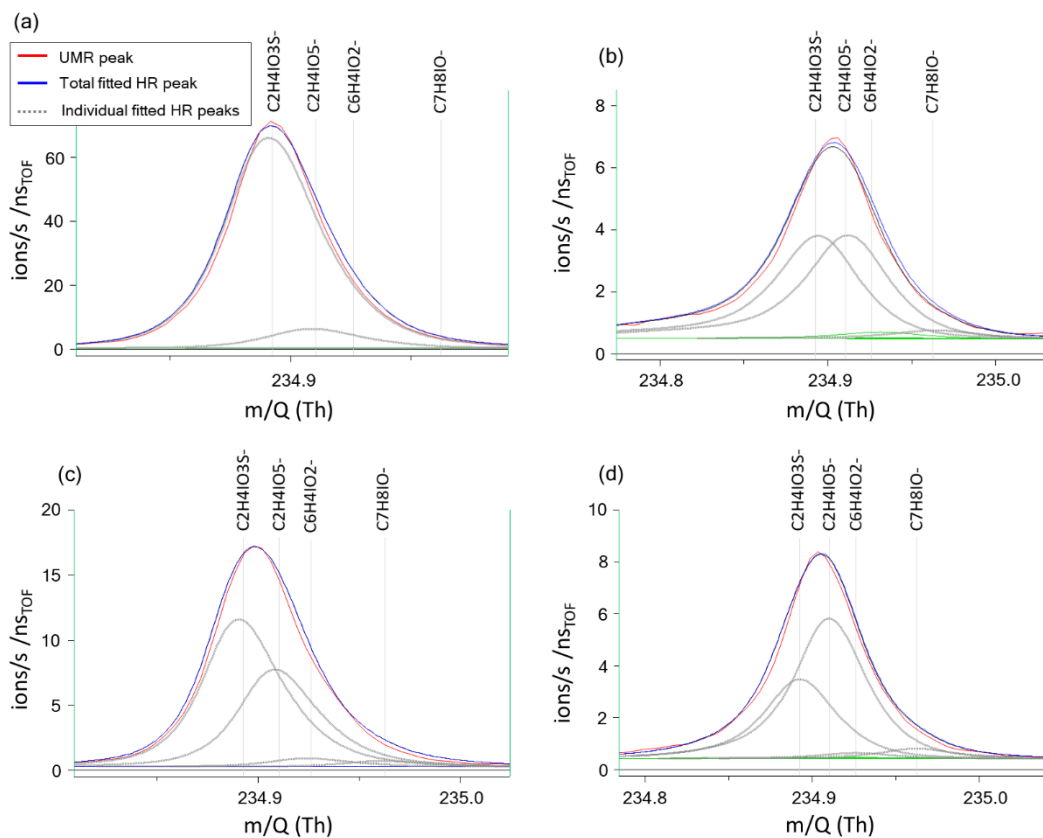 (a)
UMR peak
Total fitted HR peak
Individual fitted HR peaks
C2H4IO3S-
C2H4IO5-
C6H4IO2-
C7H8IO-
ions/s /nsTOF
60
40
20
0
234.9
m/Q (Th)
(b)
C2H4IO3S-
C2H4IO5-
C6H4IO2-
C7H8IO-
ions/s /nsTOF
8
6
4
2
0
234.8 234.9 235.0
m/Q (Th)
(c)
C2H4IO3S-
C2H4IO5-
C6H4IO2-
C7H8IO-
ions/s /nsTOF
20
15
10
5
0
234.9 235.0
m/Q (Th)
(d)
C2H4IO3S-
C2H4IO5-
C6H4IO2-
C7H8IO-
ions/s /nsTOF
10
8
6
4
2
0
234.8 234.9 235.0
m/Q (Th)